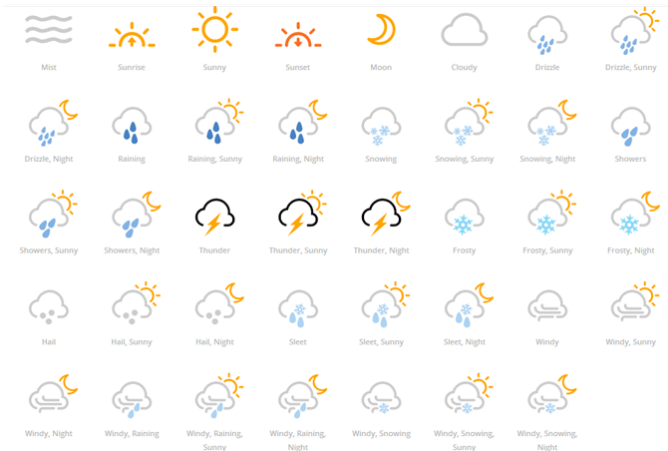 Mist
Sunrise
Sunny
Sunset
Moon
Cloudy
Drizzle
Drizzle, Sunny
Drizzle, Night
Raining
Raining, Sunny
Raining, Night
Snowing
Snowing, Sunny
Snowing, Night
Showers
Showers, Sunny
Showers, Night
Thunder
Thunder, Sunny
Thunder, Night
Frosty
Frosty, Sunny
Frosty, Night
Hail
Hail, Sunny
Hail, Night
Sleet
Sleet, Sunny
Sleet, Night
Windy
Windy, Sunny
Windy, Night
Windy, Raining
Windy, Raining,
Sunny
Windy, Raining,
Night
Windy, Snowing
Windy, Snowing,
Sunny
Windy, Snowing,
Night